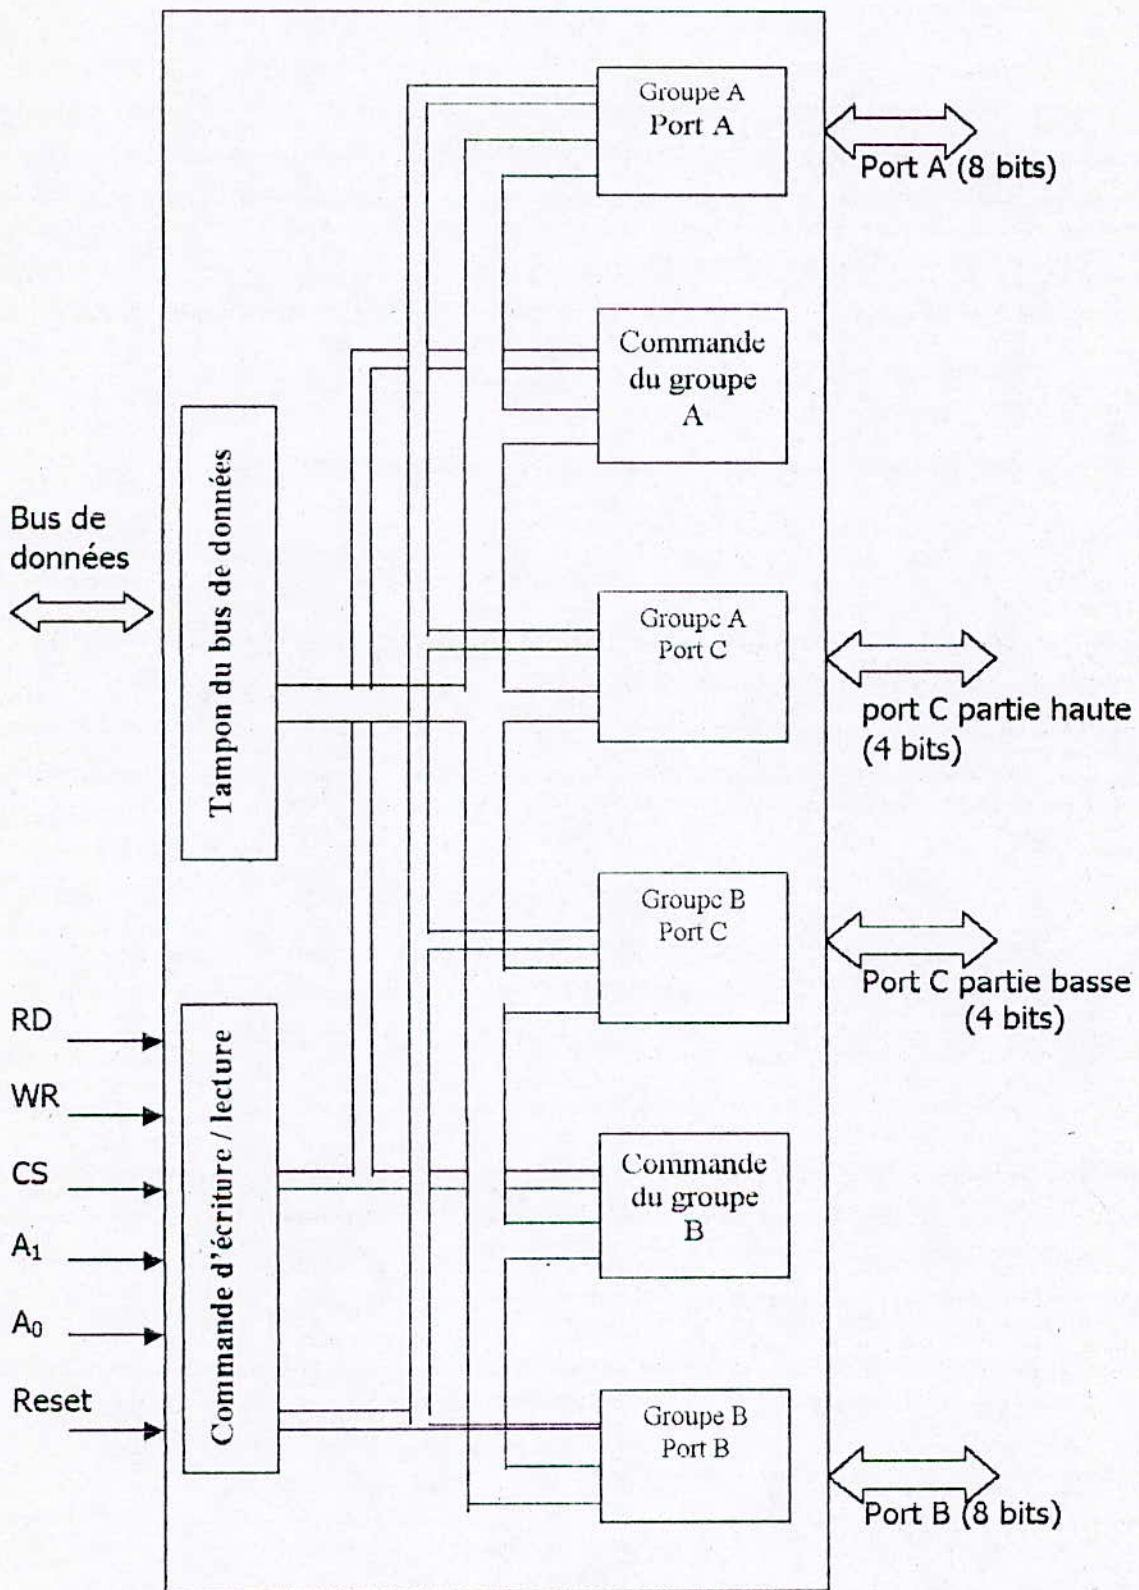 Groupe A
Port A
Port A (8 bits)
Commande
du groupe
A
Bus de
données
Tampon du bus de données
Groupe A
Port C
port C partie haute
(4 bits)
Groupe B
Port C
Port C partie basse
(4 bits)
RD
WR
CS
A₁
A₀
Reset
Commande d'écriture / lecture
Commande
du groupe
B
Groupe B
Port B
Port B (8 bits)